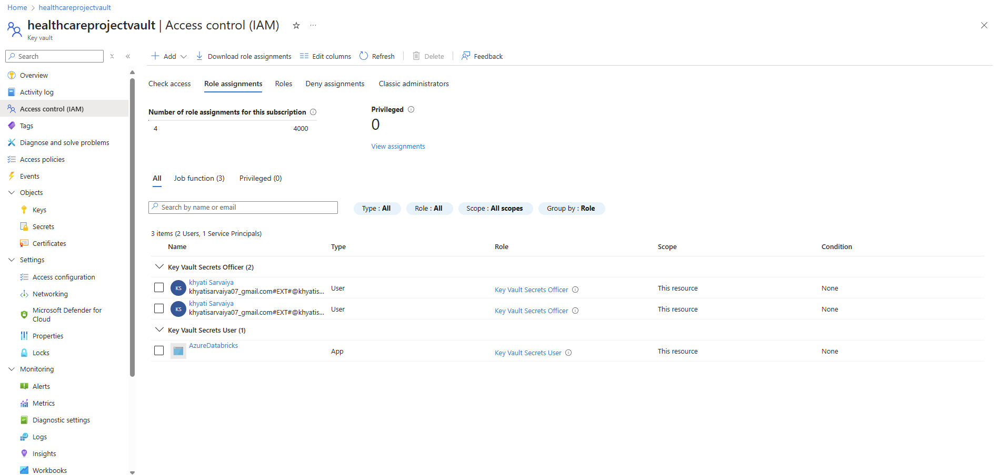 Home > healthcareprojectvault
healthcareprojectvault | Access control (IAM)
Key vault
Search
Overview
Activity log
Access control (IAM)
Tags
Diagnose and solve problems
Access policies
Events
Objects
Keys
Secrets
Certificates
Settings
Access configuration
Networking
Microsoft Defender for
Cloud
Properties
Locks
Monitoring
Alerts
Metrics
Diagnostic settings
Logs
Insights
Workbooks
Add Download role assignments Edit columns Refresh Delete Feedback
Check access Role assignments Roles Deny assignments Classic administrators
Number of role assignments for this subscription
4 4000
Privileged
0
View assignments
All Job function (3) Privileged (0)
Search by name or email Type : All Role : All Scope : All scopes Group by : Role
3 items (2 Users, 1 Service Principals)
Name Type Role Scope Condition
Key Vault Secrets Officer (2)
KS khyati Sarvaiya
khyatisarvaiya07_gmail.com#EXT#@khyatis... User Key Vault Secrets Officer This resource None
KS khyati Sarvaiya
khyatisarvaiya07_gmail.com#EXT#@khyatis... User Key Vault Secrets Officer This resource None
Key Vault Secrets User (1)
AzureDatabricks App Key Vault Secrets User This resource None